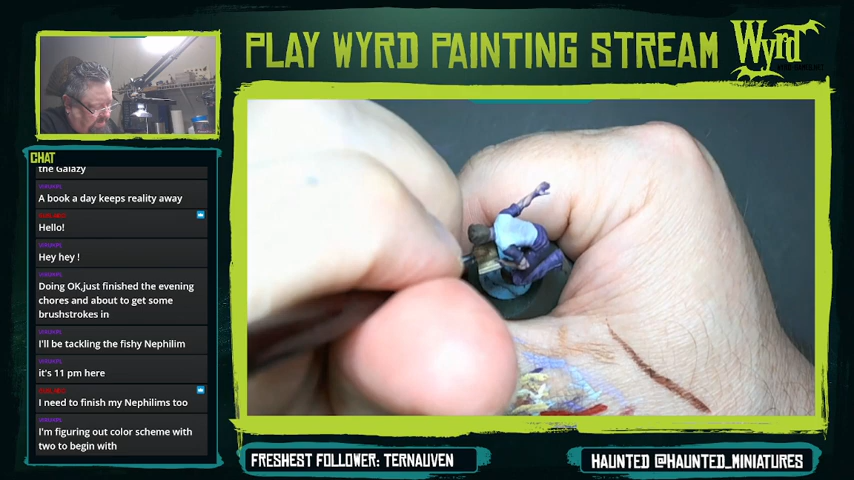 PLAY WYRD PAINTING STREAM
Wyrd
CHAT
the Galazy
A book a day keeps reality away
Hello!
Hey hey !
Doing OK,just finished the evening
chores and about to get some
brushstrokes in
I'll be tackling the fishy Nephilim
it's 11 pm here
I need to finish my Nephilims too
I'm figuring out color scheme with
two to begin with
FRESHEST FOLLOWER: TERNAUVEN
HAUNTED @HAUNTED_MINIATURES